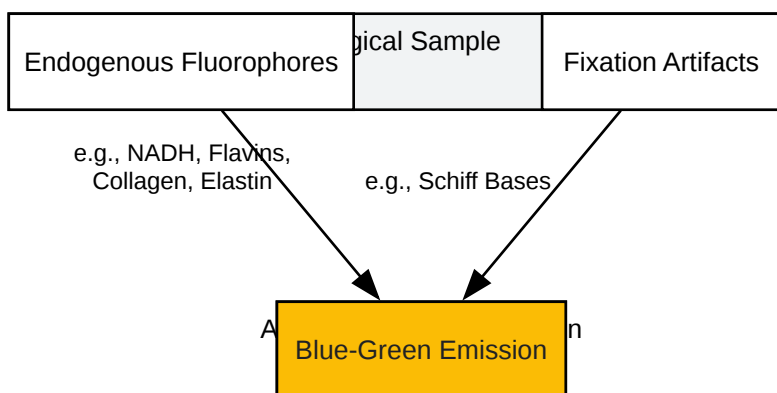 gical Sample
Endogenous Fluorophores
Fixation Artifacts
e.g., NADH, Flavins,
Collagen, Elastin
e.g., Schiff Bases
A
n
Blue-Green Emission